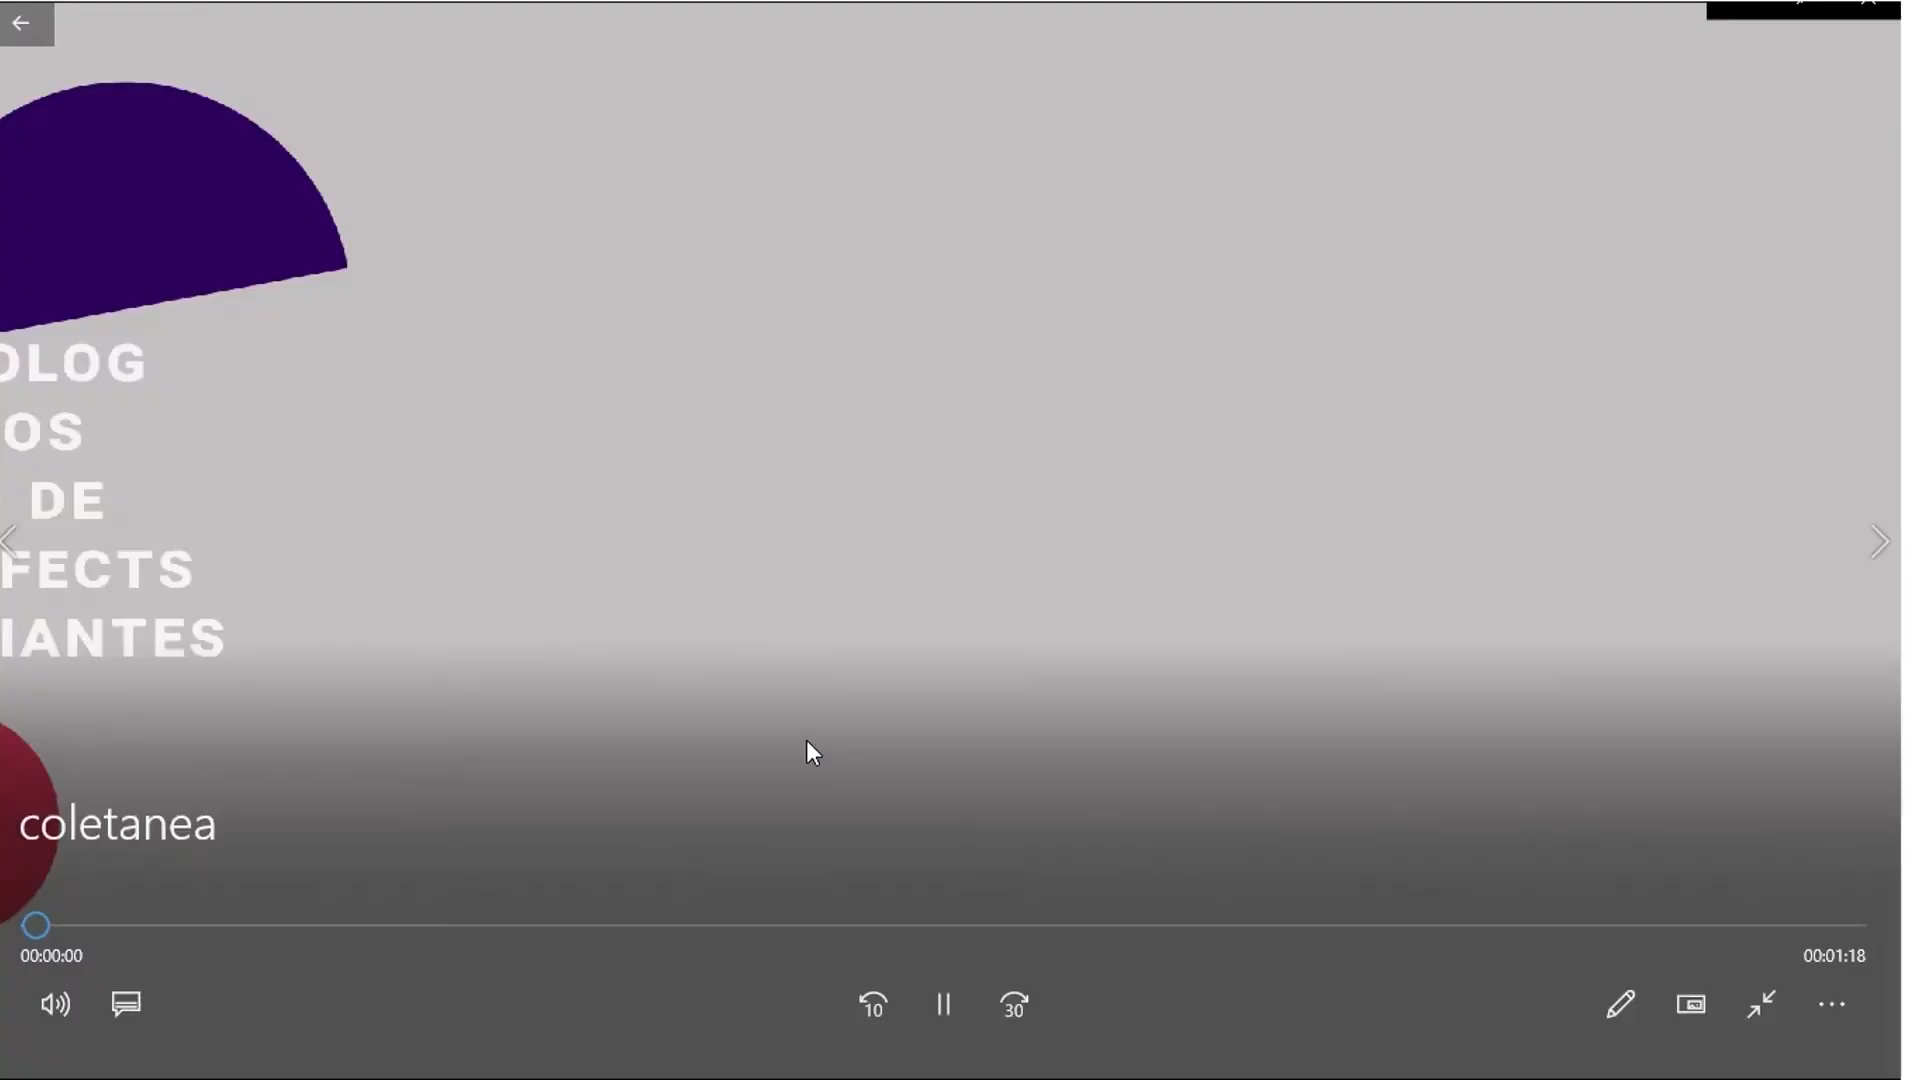 OLOG
OS
DE
FECTS
IANTES
coletanea
00:00:00
00:01:18
10
30